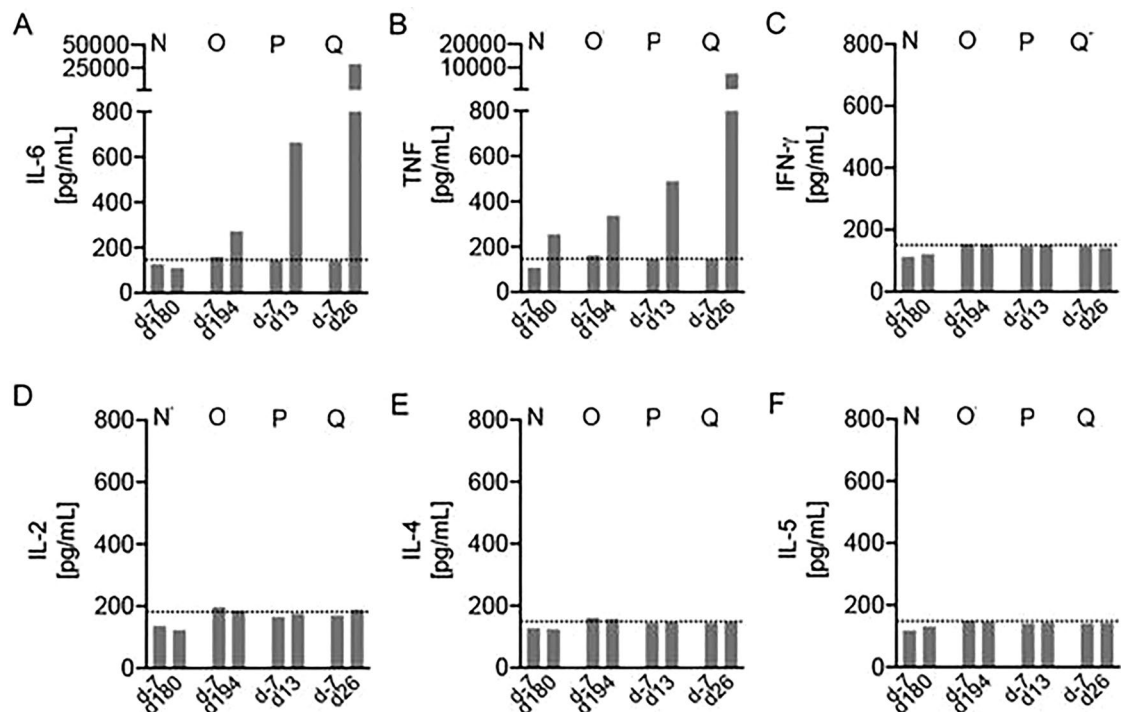 A
N O P Q
50000
25000
800
600
400
200
0
IL-6
[pg/mL]
d-7 d180 d-7 d194 d-7 d13 d-7 d26
B
N O P Q
20000
10000
800
600
400
200
0
TNF
[pg/mL]
d-7 d180 d-7 d194 d-7 d13 d-7 d26
C
N O P Q
800
600
400
200
0
IFN-γ
[pg/mL]
d-7 d180 d-7 d194 d-7 d13 d-7 d26
D
N O P Q
800
600
400
200
0
IL-2
[pg/mL]
d-7 d180 d-7 d194 d-7 d13 d-7 d26
E
N O P Q
800
600
400
200
0
IL-4
[pg/mL]
d-7 d180 d-7 d194 d-7 d13 d-7 d26
F
N O P Q
800
600
400
200
0
IL-5
[pg/mL]
d-7 d180 d-7 d194 d-7 d13 d-7 d26